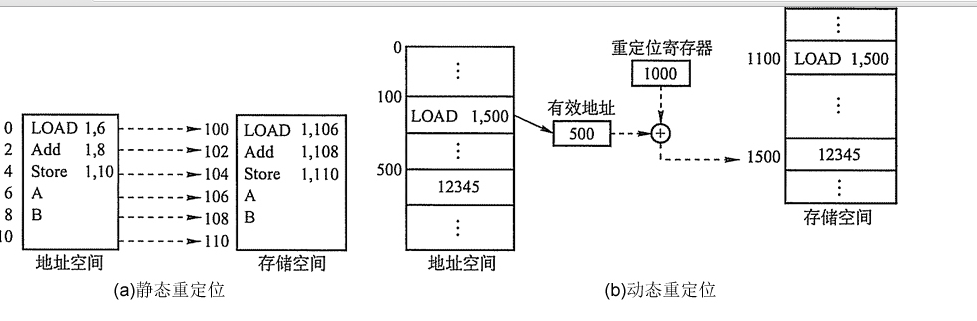 0 LOAD 1,6 100 LOAD 1,106
2 Add 1,8 102 Add 1,108
4 Store 1,10 104 Store 1,110
6 A 106 A
8 B 108 B
10 110
地址空间 存储空间
(a)静态重定位
0
100
LOAD 1,500
500
12345
地址空间
有效地址
500
重定位寄存器
1000
+
1100 LOAD 1,500
1500 12345
存储空间
(b)动态重定位